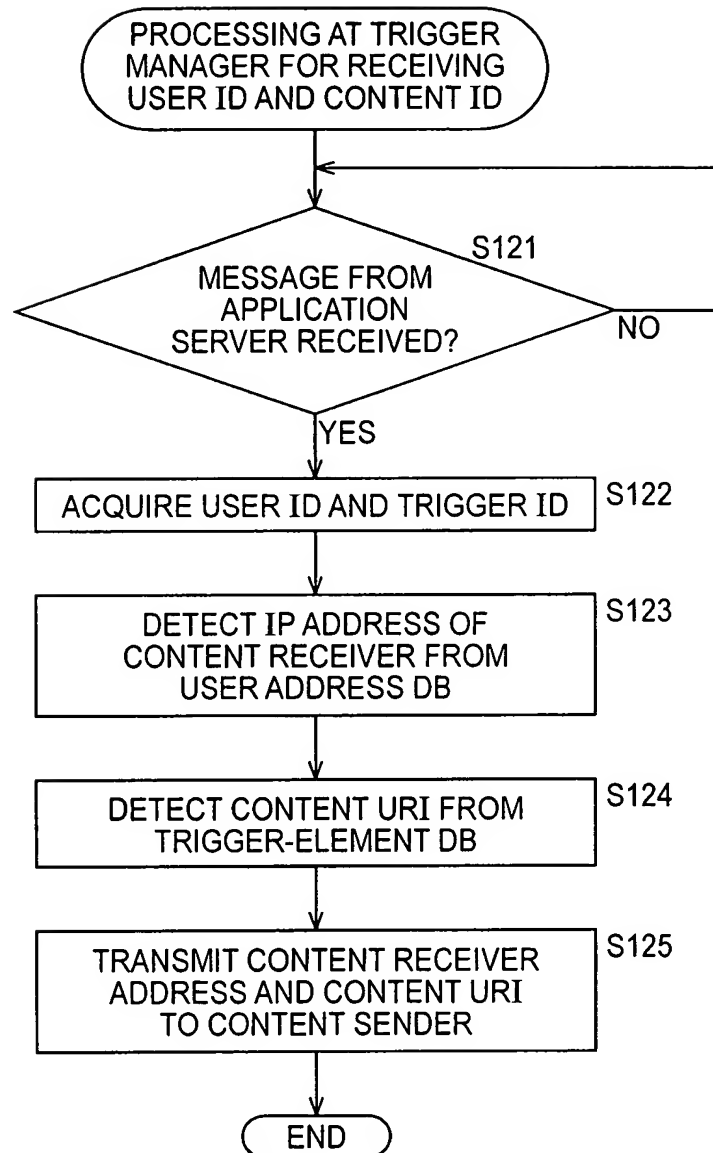 PROCESSING AT TRIGGER
MANAGER FOR RECEIVING
USER ID AND CONTENT ID
S121
MESSAGE FROM
APPLICATION
SERVER RECEIVED?
NO
YES
ACQUIRE USER ID AND TRIGGER ID
S122
DETECT IP ADDRESS OF
CONTENT RECEIVER FROM
USER ADDRESS DB
S123
DETECT CONTENT URI FROM
TRIGGER-ELEMENT DB
S124
TRANSMIT CONTENT RECEIVER
ADDRESS AND CONTENT URI
TO CONTENT SENDER
S125
END